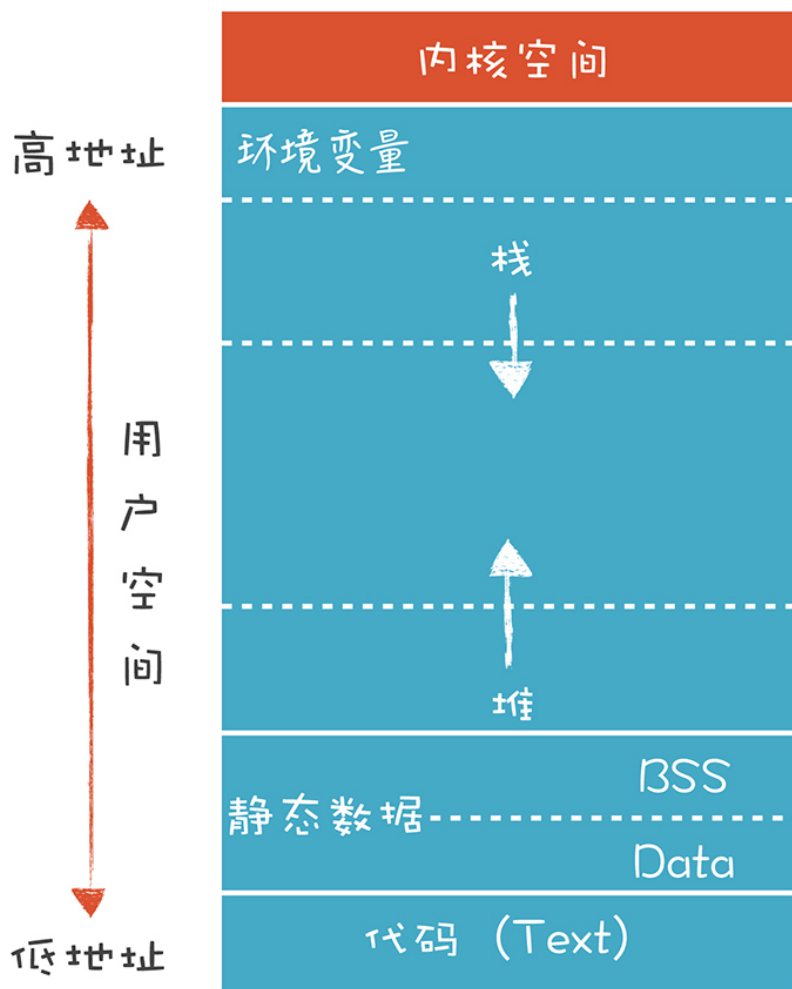 内核空间
高地址
环境变量
栈
用户空间
堆
BSS
静态数据
Data
代码 (Text)
低地址